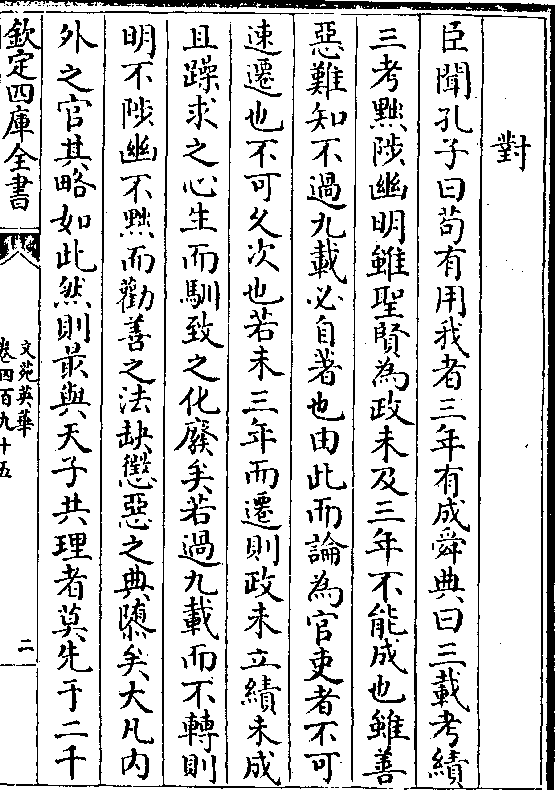 對
臣聞孔子曰苟有用我者三年有成舜典曰三載考績
三考黜陟幽明雖聖賢為政未及三年不能成也雖善
惡難知不過九載必自著也由此而論為官吏者不可
速遷也不可久次也若未三年而遷則政未立績未成
且躁求之心生而馴致之化廢矣若過九載而不轉則
明不陟幽不黜而勸善之法缺懲惡之典隳矣大凡内
外之官其略如此然則最與天子共理者莫先于二千
欽定四庫全書
文苑英華
卷四百九十五
二